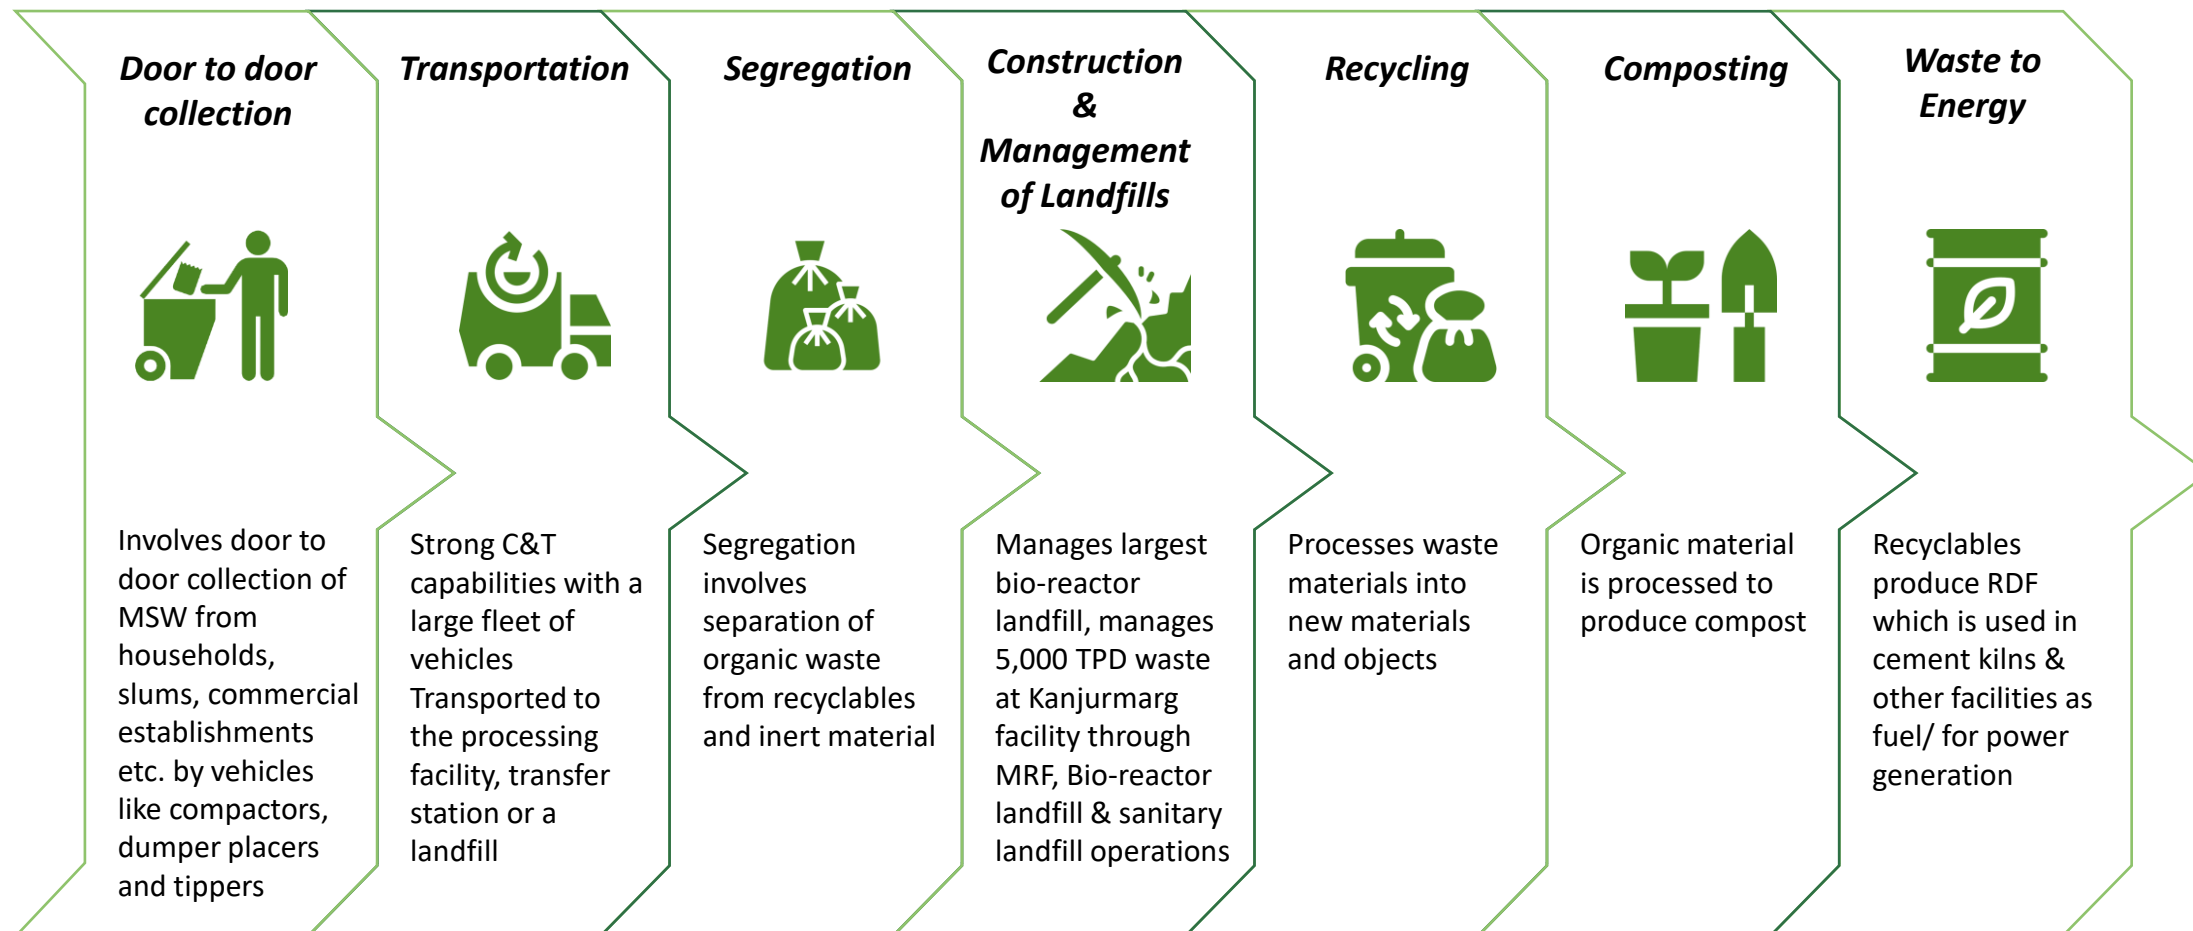 Door to door
collection
Involves door to
door collection of
MSW from
households,
slums, commercial
establishments
etc. by vehicles
like compactors,
dumper placers
and tippers
Transportation
Strong C&T
capabilities with a
large fleet of
vehicles
Transported to
the processing
facility, transfer
station or a
landfill
Segregation
Segregation
involves
separation of
organic waste
from recyclables
and inert material
Construction
&
Management
of Landfills
Manages largest
bio-reactor
landfill, manages
5,000 TPD waste
at Kanjurmarg
facility through
MRF, Bio-reactor
landfill & sanitary
landfill operations
Recycling
Processes waste
materials into
new materials
and objects
Composting
Organic material
is processed to
produce compost
Waste to
Energy
Recyclables
produce RDF
which is used in
cement kilns &
other facilities as
fuel/ for power
generation